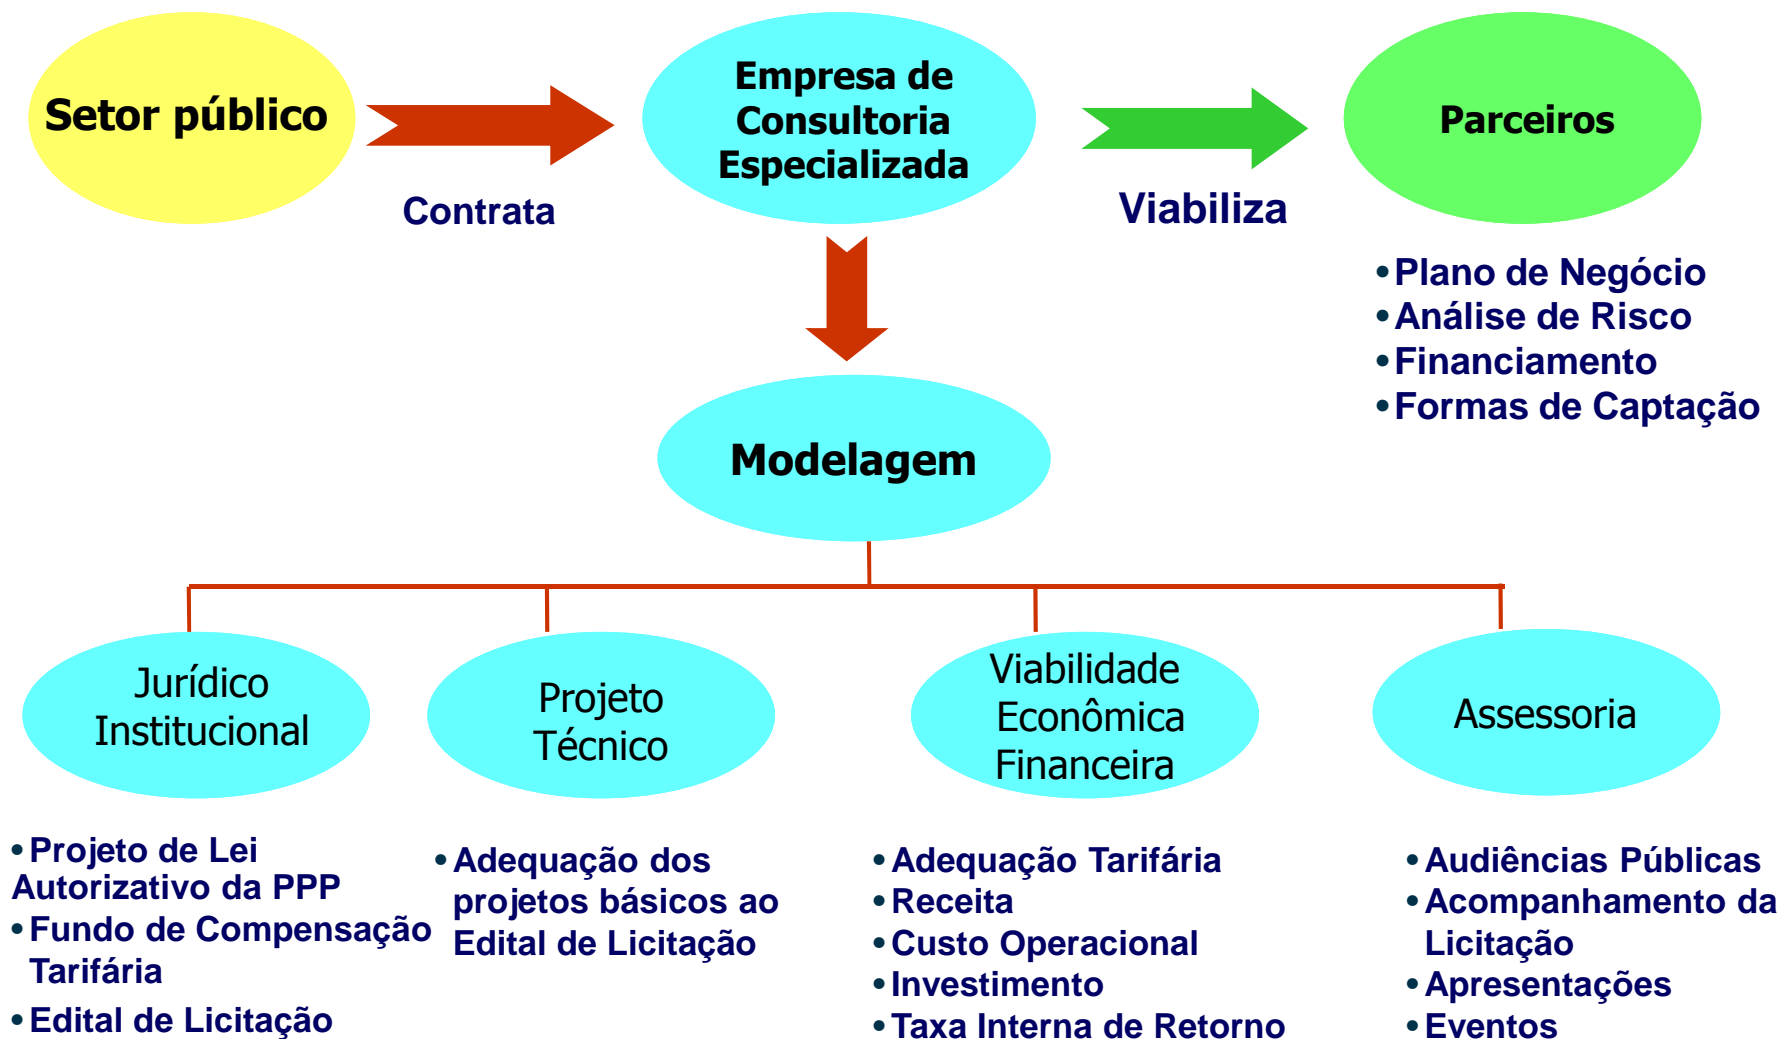 Setor público
Contrata
Empresa de
Consultoria
Especializada
Viabiliza
Parceiros
•Plano de Negócio
•Análise de Risco
•Financiamento
•Formas de Captação
Modelagem
Jurídico
Institucional
•Projeto de Lei
Autorizativo da PPP
•Fundo de Compensação
Tarifária
•Edital de Licitação
Projeto
Técnico
•Adequação dos
projetos básicos ao
Edital de Licitação
Viabilidade
Econômica
Financeira
•Adequação Tarifária
•Receita
•Custo Operacional
•Investimento
•Taxa Interna de Retorno
Assessoria
•Audiências Públicas
•Acompanhamento da
Licitação
•Apresentações
•Eventos